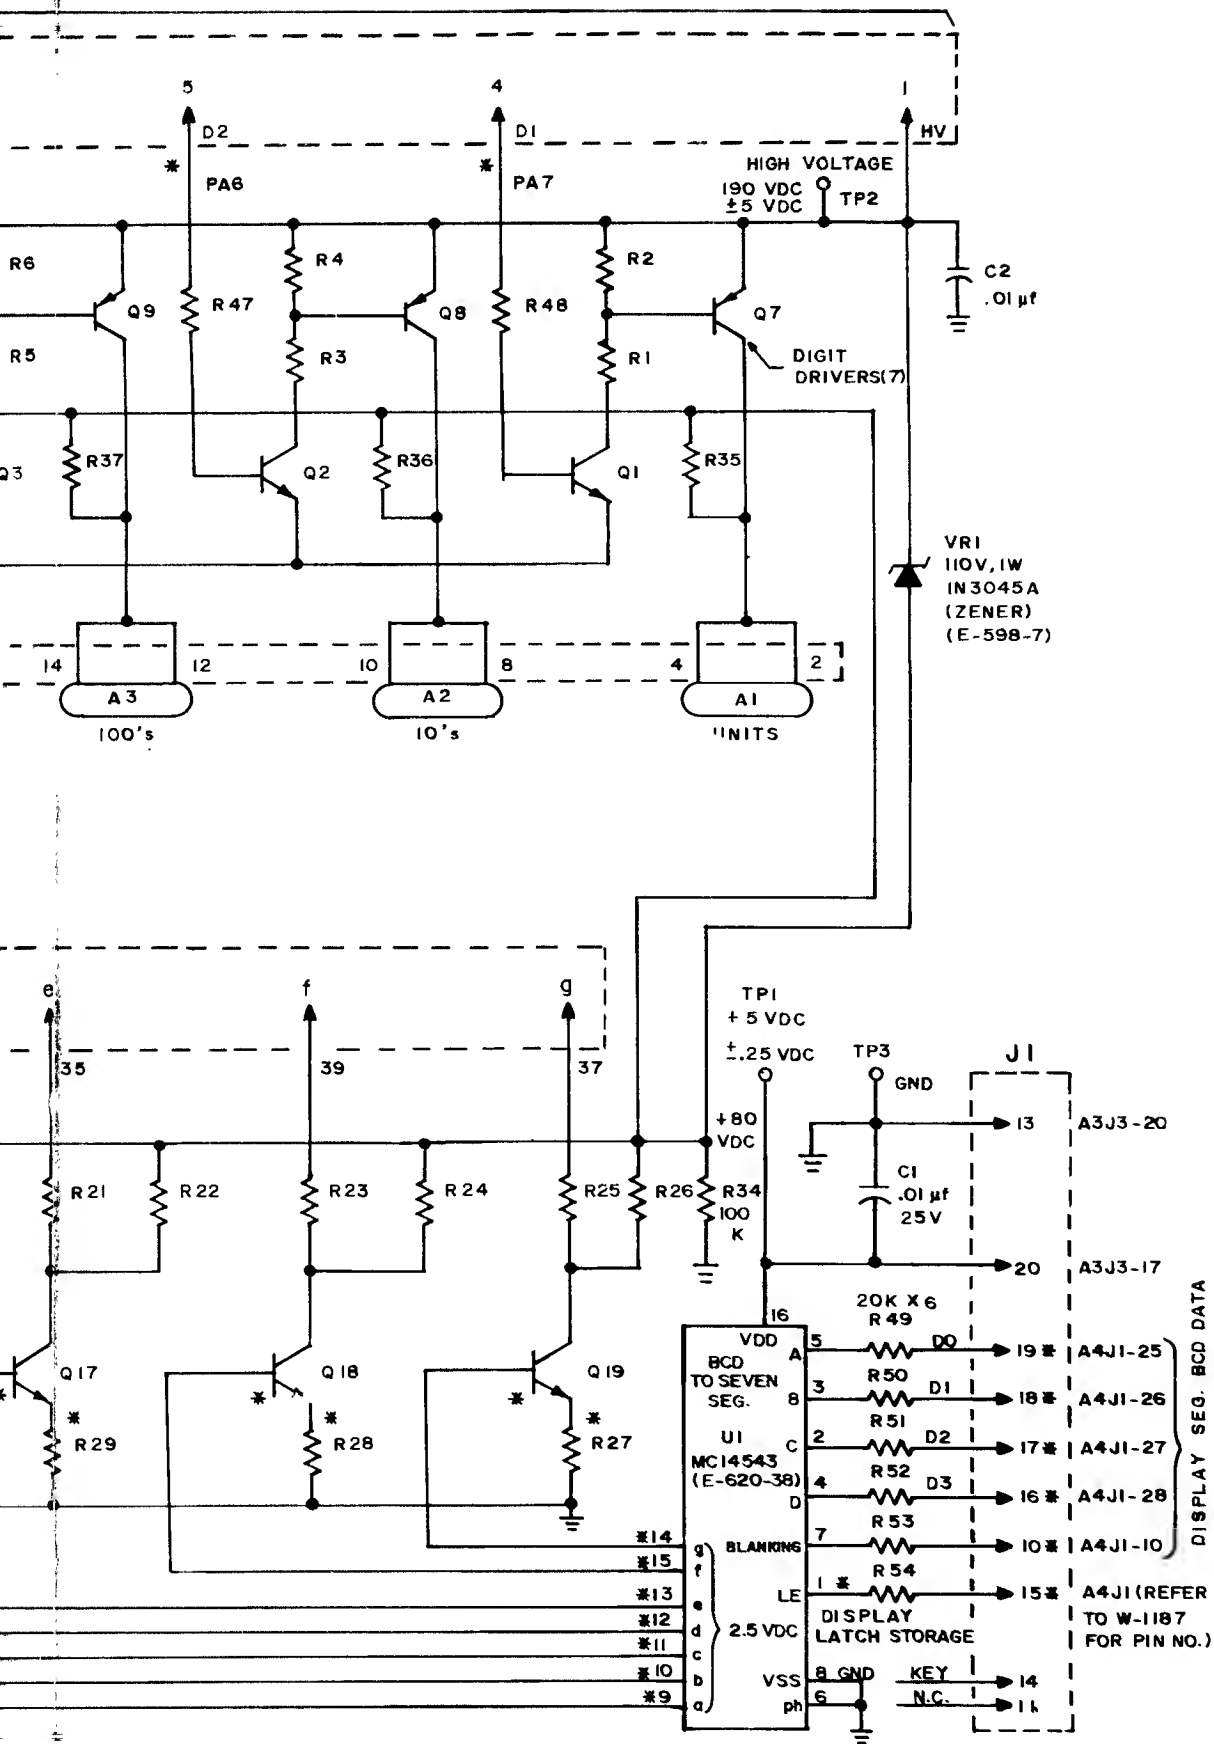 5
4
1
D2
D1
HV
*
*
HIGH VOLTAGE
PA6
PA7
190 VDC
±5 VDC
TP2
R6
R4
R2
C2
.01 µf
Q9
R47
Q8
R48
Q7
R5
R3
R1
DIGIT
DRIVERS(7)
Q3
R37
Q2
R36
Q1
R35
VR1
110V, 1W
1N3045A
(ZENER)
(E-598-7)
14
12
10
8
4
2
A3
A2
A1
100's
10's
UNITS
e
f
g
TP1
+ 5 VDC
± .25 VDC
TP3
GND
J1
35
39
37
13
A3J3-20
+80
VDC
C1
.01 µf
25V
R21
R22
R23
R24
R25
R26
R34
100
K
20
A3J3-17
20K X 6
16
VDD
BCD
TO SEVEN
SEG.
U1
MC14543
(E-620-38)
A 5 R49 D0 19* A4J1-25
B 3 R50 D1 18* A4J1-26
C 2 R51 D2 17* A4J1-27
D 4 R52 D3 16* A4J1-28
BLANKING 7 R53 10* A4J1-10
LE 1 * R54 15* A4J1 (REFER
TO W-1187
FOR PIN NO.)
DISPLAY SEG. BCD DATA
DISPLAY
LATCH STORAGE
Q17
Q18
Q19
*
*
*
*
*
*
R29
R28
R27
*14 g
*15 f
*13 e
*12 d
*11 c
*10 b
*9 a
2.5 VDC
VSS 8 GND
ph 6
KEY 14
N.C.